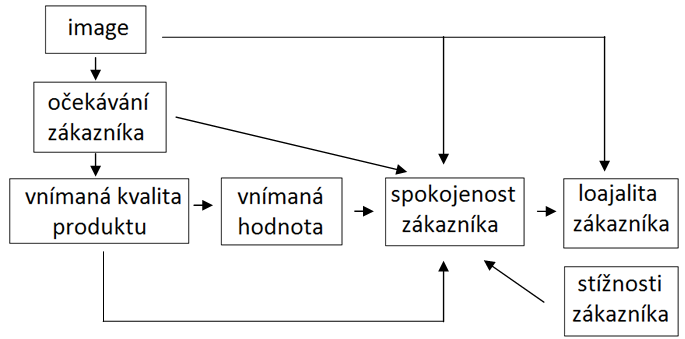 image
očekávání
zákazníka
vnímaná kvalita
produktu
vnímaná
hodnota
spokojenost
zákazníka
loajalita
zákazníka
stížnosti
zákazníka